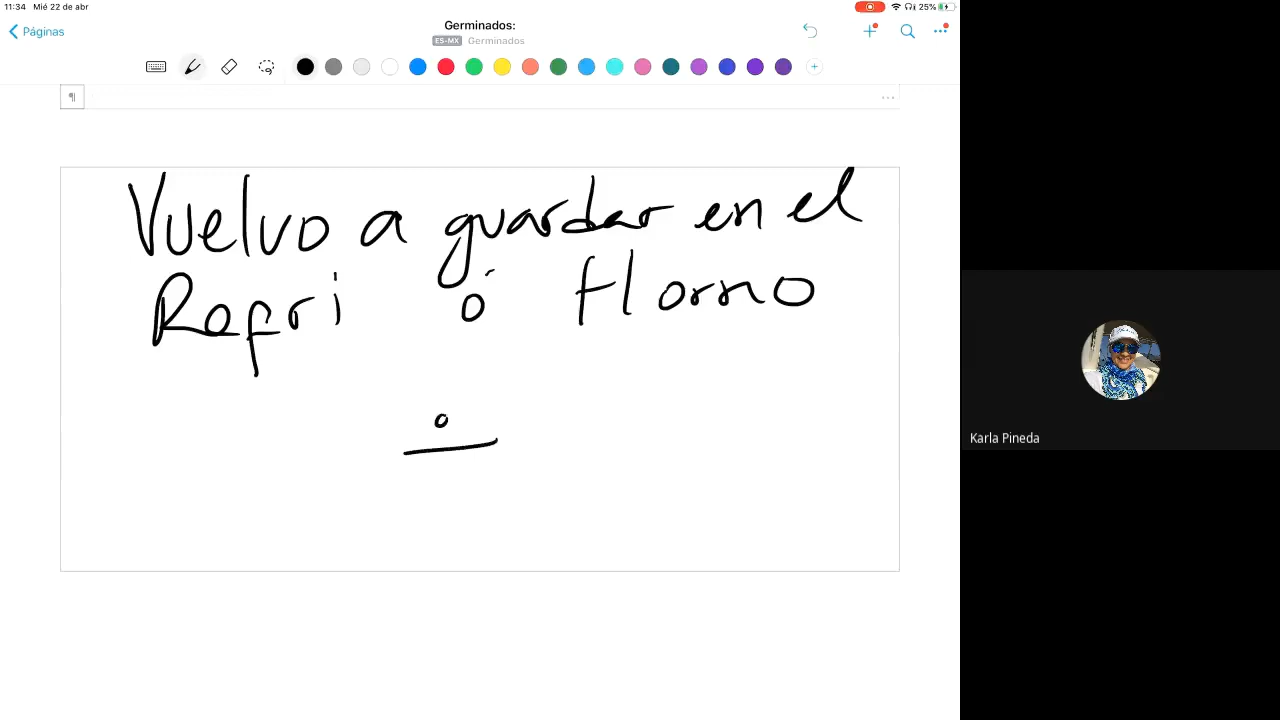 11:34 Mié 22 de abr 25%
Páginas
Germinados:
ES-MX Germinados
¶
Vuelvo a guardar en el
Refri ó Horno
o
Karla Pineda